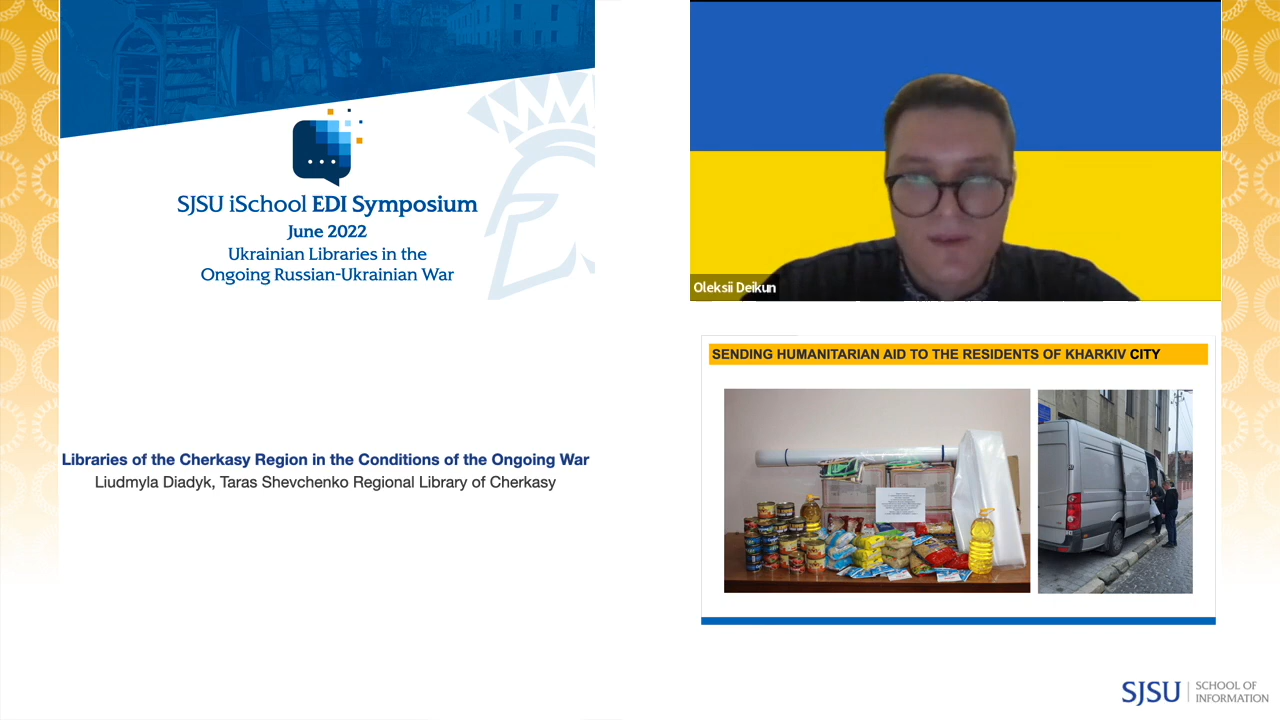 SJSU iSchool EDI Symposium
June 2022
Ukrainian Libraries in the
Ongoing Russian-Ukrainian War
Libraries of the Cherkasy Region in the Conditions of the Ongoing War
Liudmyla Diadyk, Taras Shevchenko Regional Library of Cherkasy
Oleksii Deikun
SENDING HUMANITARIAN AID TO THE RESIDENTS OF KHARKIV CITY
SJSU
SCHOOL OF
INFORMATION